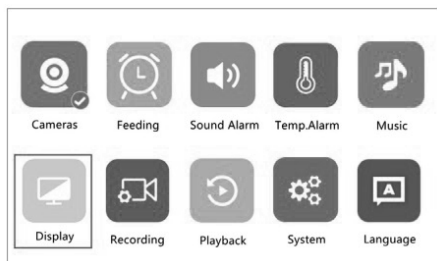 Cameras Feeding Sound Alarm Temp.Alarm Music
A
Display Recording Playback System Language